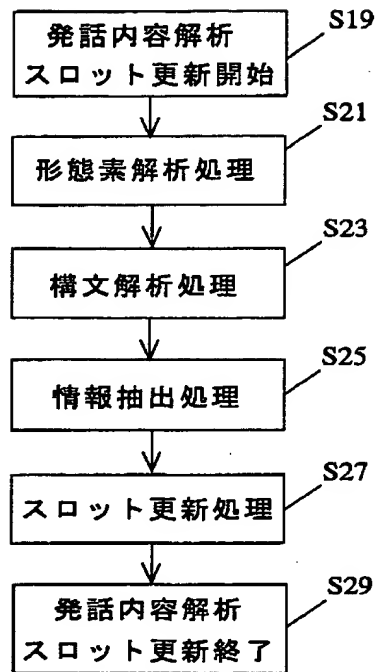 発話内容解析
スロット更新開始
S19
形態素解析処理
S21
構文解析処理
S23
情報抽出処理
S25
スロット更新処理
S27
発話内容解析
スロット更新終了
S29